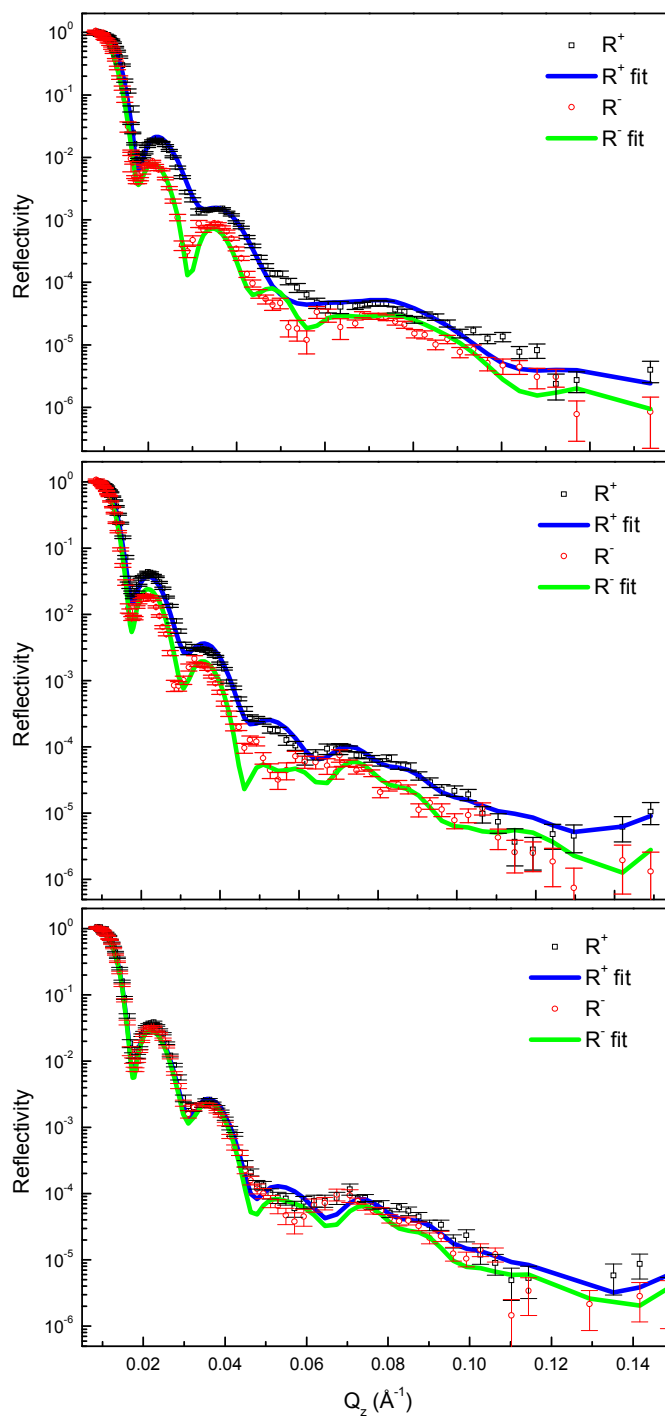 10⁰
10⁻¹
10⁻²
10⁻³
10⁻⁴
10⁻⁵
10⁻⁶
Reflectivity
R⁺
R⁺ fit
R⁻
R⁻ fit
10⁰
10⁻¹
10⁻²
10⁻³
10⁻⁴
10⁻⁵
10⁻⁶
Reflectivity
R⁺
R⁺ fit
R⁻
R⁻ fit
10⁰
10⁻¹
10⁻²
10⁻³
10⁻⁴
10⁻⁵
10⁻⁶
Reflectivity
R⁺
R⁺ fit
R⁻
R⁻ fit
0.02 0.04 0.06 0.08 0.10 0.12 0.14
Q_z (Å⁻¹)